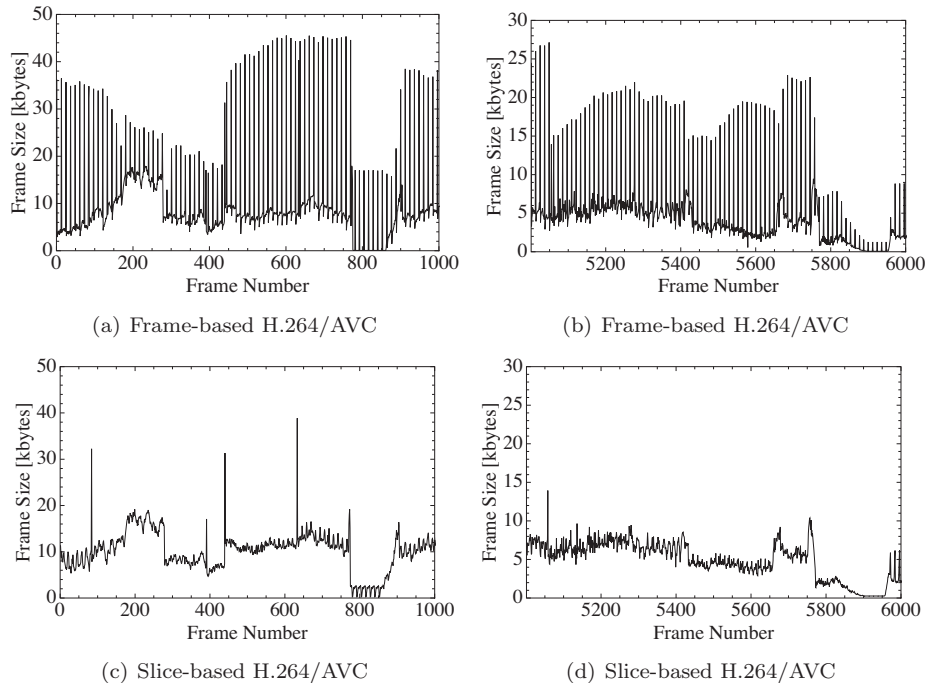 50
40
30
20
10
0
Frame Size [kbytes]
0 200 400 600 800 1000
Frame Number
(a) Frame-based H.264/AVC
30
25
20
15
10
5
0
Frame Size [kbytes]
5200 5400 5600 5800 6000
Frame Number
(b) Frame-based H.264/AVC
50
40
30
20
10
0
Frame Size [kbytes]
0 200 400 600 800 1000
Frame Number
(c) Slice-based H.264/AVC
30
25
20
15
10
5
0
Frame Size [kbytes]
5200 5400 5600 5800 6000
Frame Number
(d) Slice-based H.264/AVC